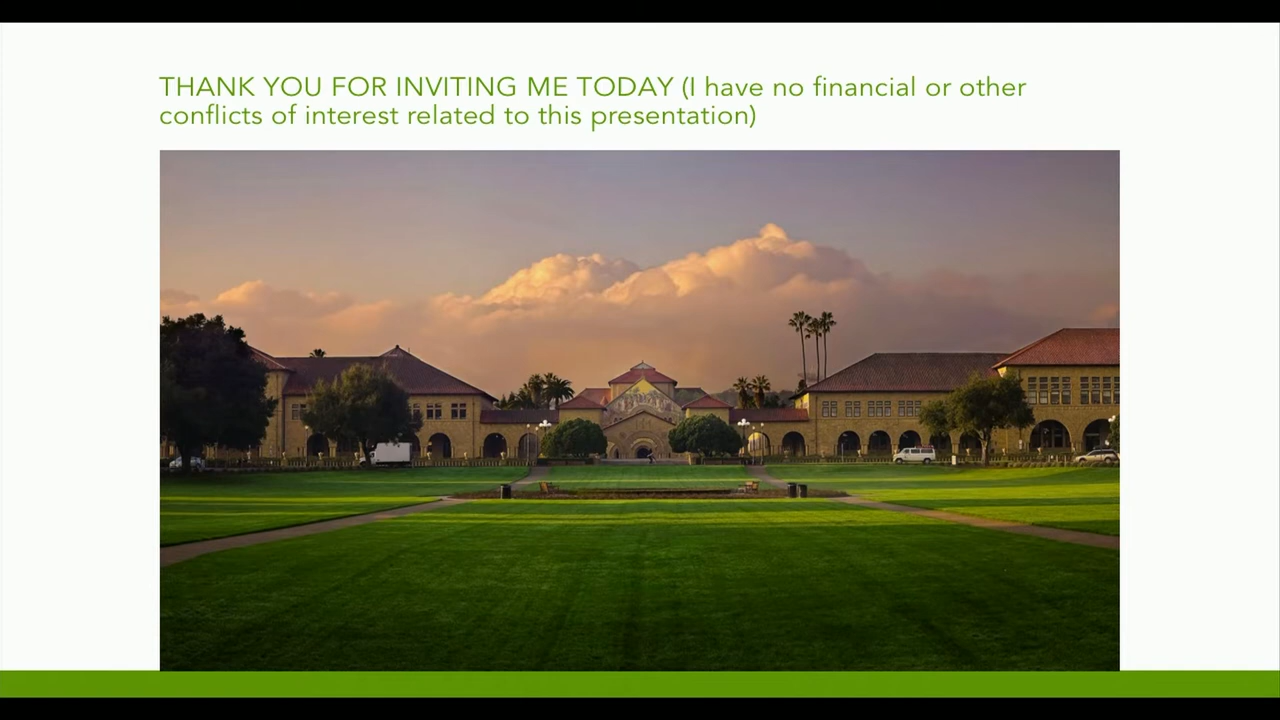 THANK YOU FOR INVITING ME TODAY (I have no financial or other
conflicts of interest related to this presentation)